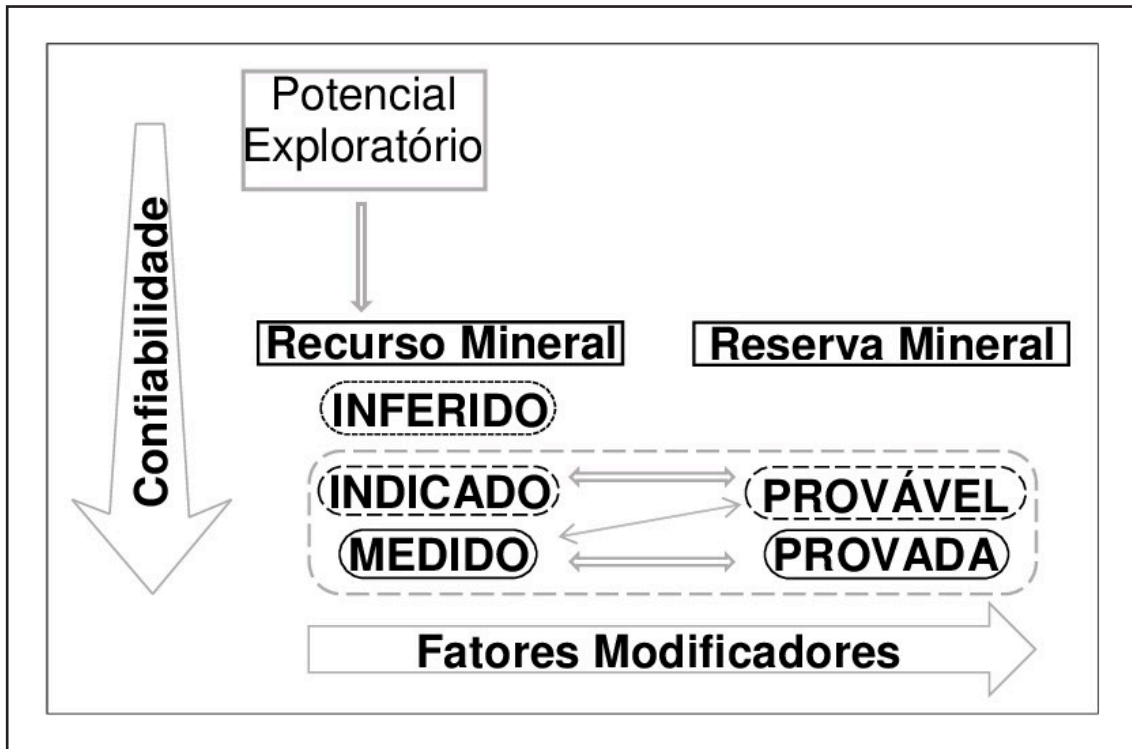 Potencial
Exploratório
Confiabilidade
Recurso Mineral
Reserva Mineral
INFERIDO
INDICADO
PROVÁVEL
MEDIDO
PROVADA
Fatores Modificadores